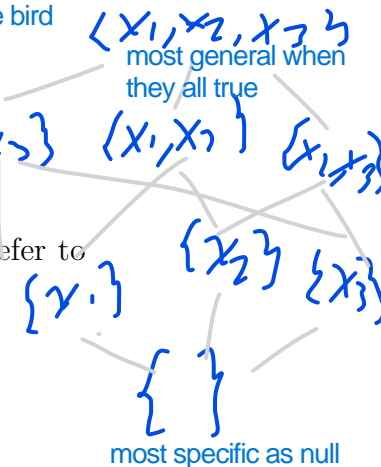 e bird
{x1, x2, x3}
most general when
they all true
{x1, x2} {x1, x3}
efer to
{x1} {x2} {x3}
{ }
most specific as null